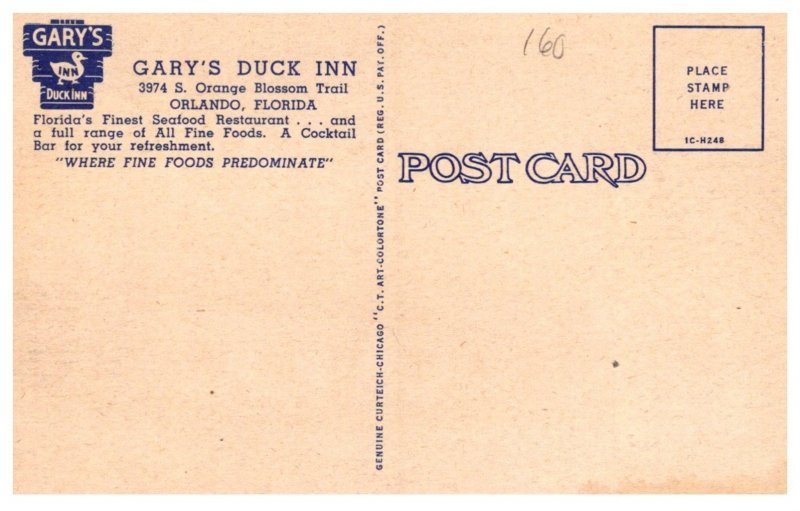 GARY'S
INN
DUCK INN
GARY'S DUCK INN
3974 S. Orange Blossom Trail
ORLANDO, FLORIDA
Florida's Finest Seafood Restaurant . . . and
a full range of All Fine Foods. A Cocktail
Bar for your refreshment.
"WHERE FINE FOODS PREDOMINATE"
GENUINE CURTEICH-CHICAGO "C.T. ART-COLORTONE" POST CARD (REG. U.S. PAT. OFF.)
160
POST CARD
PLACE
STAMP
HERE
1C-H248